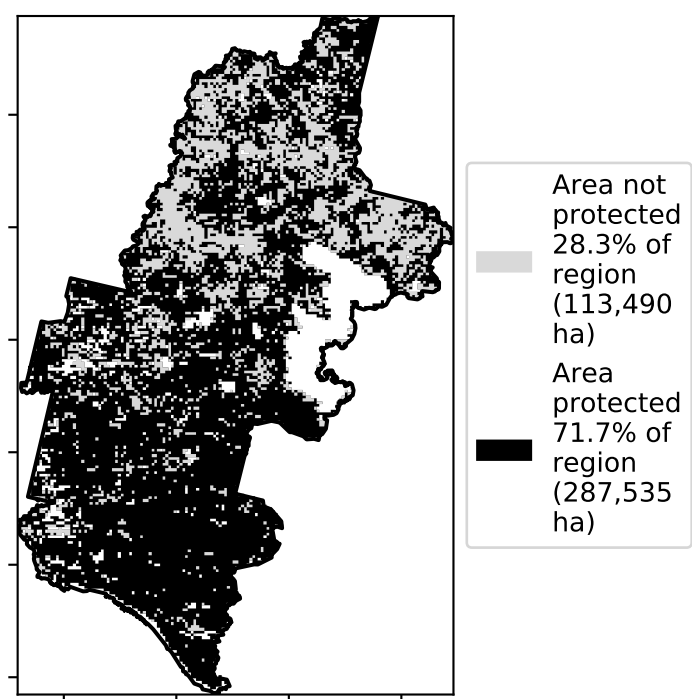 Area not
protected
28.3% of
region
(113,490
ha)
Area
protected
71.7% of
region
(287,535
ha)